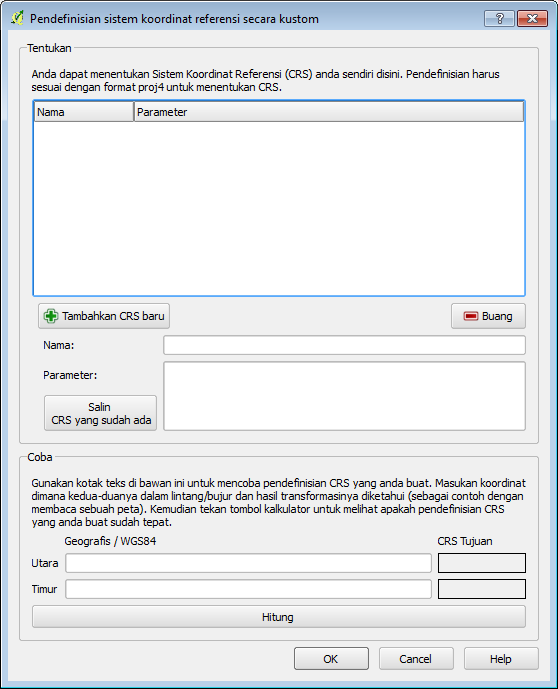 Pendefinisian sistem koordinat referensi secara kustom
Tentukan
Anda dapat menentukan Sistem Koordinat Referensi (CRS) anda sendiri disini. Pendefinisian harus
sesuai dengan format proj4 untuk menentukan CRS.
Nama Parameter
Tambahkan CRS baru Buang
Nama:
Parameter:
Salin
CRS yang sudah ada
Coba
Gunakan kotak teks di bawan ini untuk mencoba pendefinisian CRS yang anda buat. Masukan koordinat
dimana kedua-duanya dalam lintang/bujur dan hasil transformasinya diketahui (sebagai contoh dengan
membaca sebuah peta). Kemudian tekan tombol kalkulator untuk melihat apakah pendefinisian CRS
yang anda buat sudah tepat.
Geografis / WGS84 CRS Tujuan
Utara
Timur
Hitung
OK Cancel Help